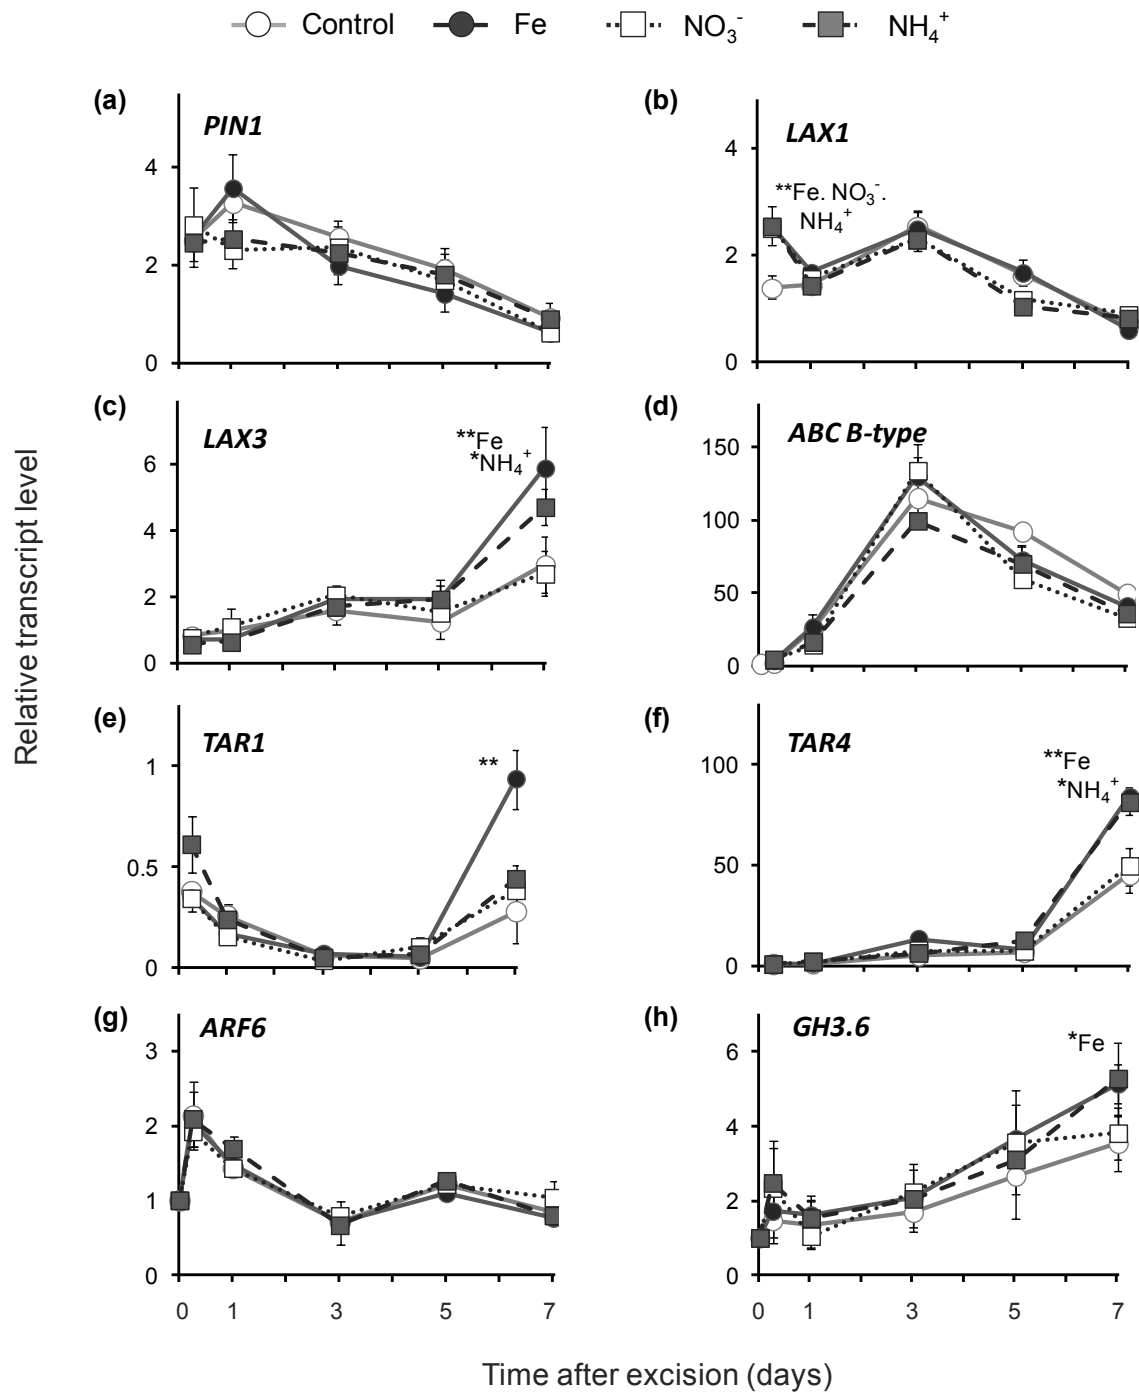 Control Fe NO₃⁻ NH₄⁺
(a) PIN1
4
2
0
(b) LAX1
4
2
0
**Fe. NO₃⁻.
NH₄⁺
(c) LAX3
6
4
2
0
**Fe
*NH₄⁺
(d) ABC B-type
150
100
50
0
Relative transcript level
(e) TAR1
1
0.5
0
**
(f) TAR4
100
50
0
**Fe
*NH₄⁺
(g) ARF6
3
2
1
0
0 1 3 5 7
(h) GH3.6
6
4
2
0
*Fe
0 1 3 5 7
Time after excision (days)